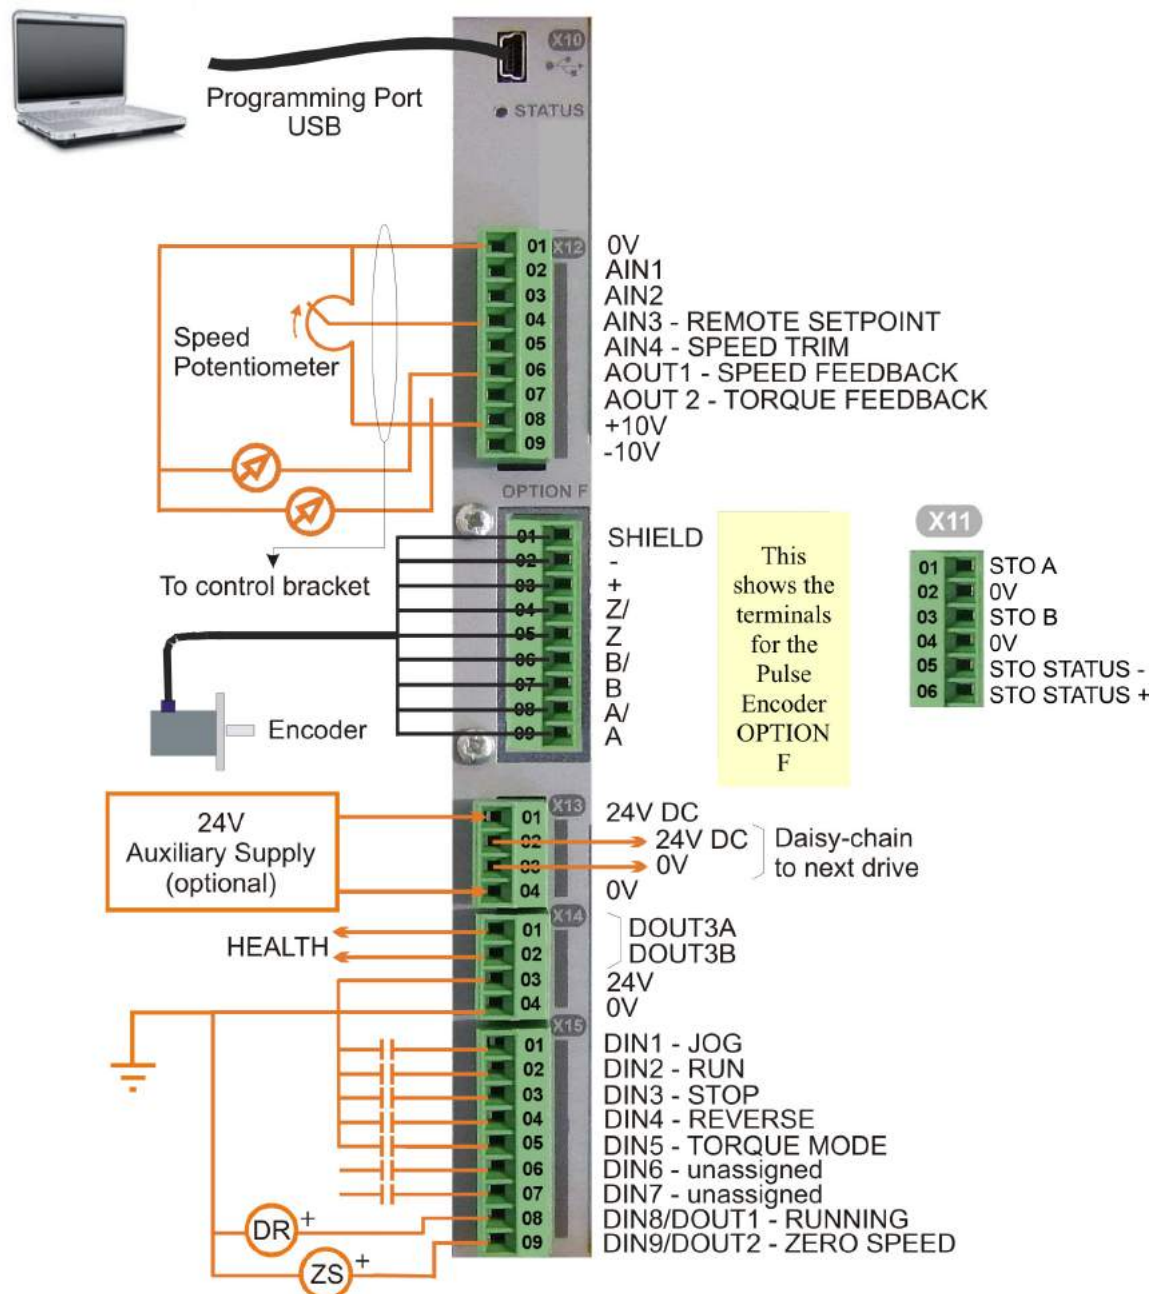 X10
Programming Port
USB
STATUS
X12
01 0V
02 AIN1
03 AIN2
04 AIN3 - REMOTE SETPOINT
05 AIN4 - SPEED TRIM
06 AOUT1 - SPEED FEEDBACK
07 AOUT 2 - TORQUE FEEDBACK
08 +10V
09 -10V
Speed
Potentiometer
To control bracket
OPTION F
01 SHIELD
02 -
03 +
04 Z/
05 Z
06 B/
07 B
08 A/
09 A
Encoder
This
shows the
terminals
for the
Pulse
Encoder
OPTION
F
X11
01 STO A
02 0V
03 STO B
04 0V
05 STO STATUS -
06 STO STATUS +
24V
Auxiliary Supply
(optional)
X13
01 24V DC
02 24V DC
03 0V
04 0V
Daisy-chain
to next drive
HEALTH
X14
01 DOUT3A
02 DOUT3B
03 24V
04 0V
X15
01 DIN1 - JOG
02 DIN2 - RUN
03 DIN3 - STOP
04 DIN4 - REVERSE
05 DIN5 - TORQUE MODE
06 DIN6 - unassigned
07 DIN7 - unassigned
08 DIN8/DOUT1 - RUNNING
09 DIN9/DOUT2 - ZERO SPEED
DR +
ZS +